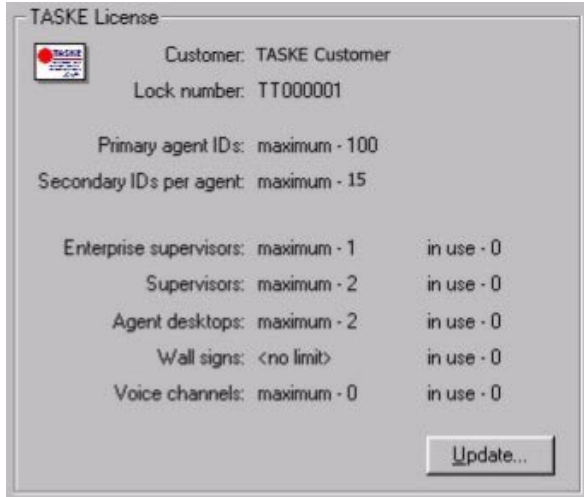 TASKE License
TASKE
Customer: TASKE Customer
Lock number: TT000001
Primary agent IDs: maximum - 100
Secondary IDs per agent: maximum - 15
Enterprise supervisors: maximum - 1 in use - 0
Supervisors: maximum - 2 in use - 0
Agent desktops: maximum - 2 in use - 0
Wall signs: <no limit> in use - 0
Voice channels: maximum - 0 in use - 0
Update...